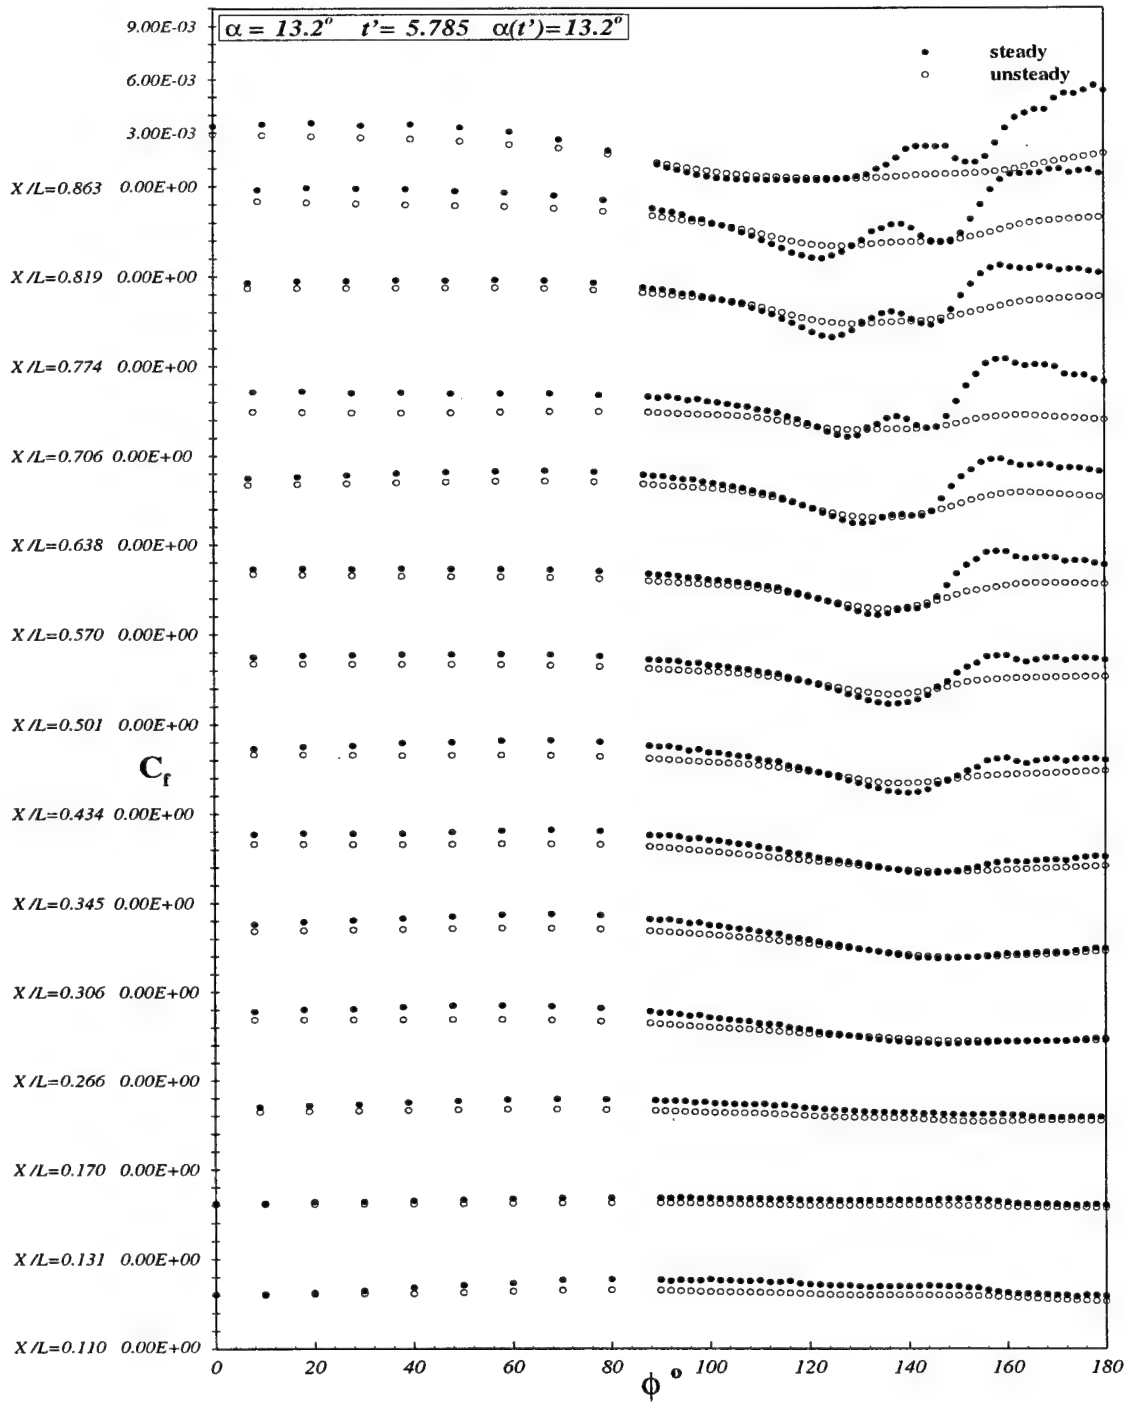 9.00E-03
α = 13.2° t'= 5.785 α(t')=13.2°
steady
6.00E-03
unsteady
3.00E-03
X/L=0.863 0.00E+00
X/L=0.819 0.00E+00
X/L=0.774 0.00E+00
X/L=0.706 0.00E+00
X/L=0.638 0.00E+00
X/L=0.570 0.00E+00
X/L=0.501 0.00E+00
C_f
X/L=0.434 0.00E+00
X/L=0.345 0.00E+00
X/L=0.306 0.00E+00
X/L=0.266 0.00E+00
X/L=0.170 0.00E+00
X/L=0.131 0.00E+00
X/L=0.110 0.00E+00
0 20 40 60 80 100 120 140 160 180
ϕ °